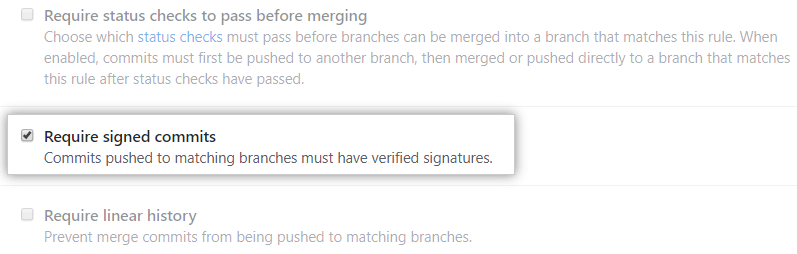 Require status checks to pass before merging
Choose which status checks must pass before branches can be merged into a branch that matches this rule. When
enabled, commits must first be pushed to another branch, then merged or pushed directly to a branch that matches
this rule after status checks have passed.
Require signed commits
Commits pushed to matching branches must have verified signatures.
Require linear history
Prevent merge commits from being pushed to matching branches.